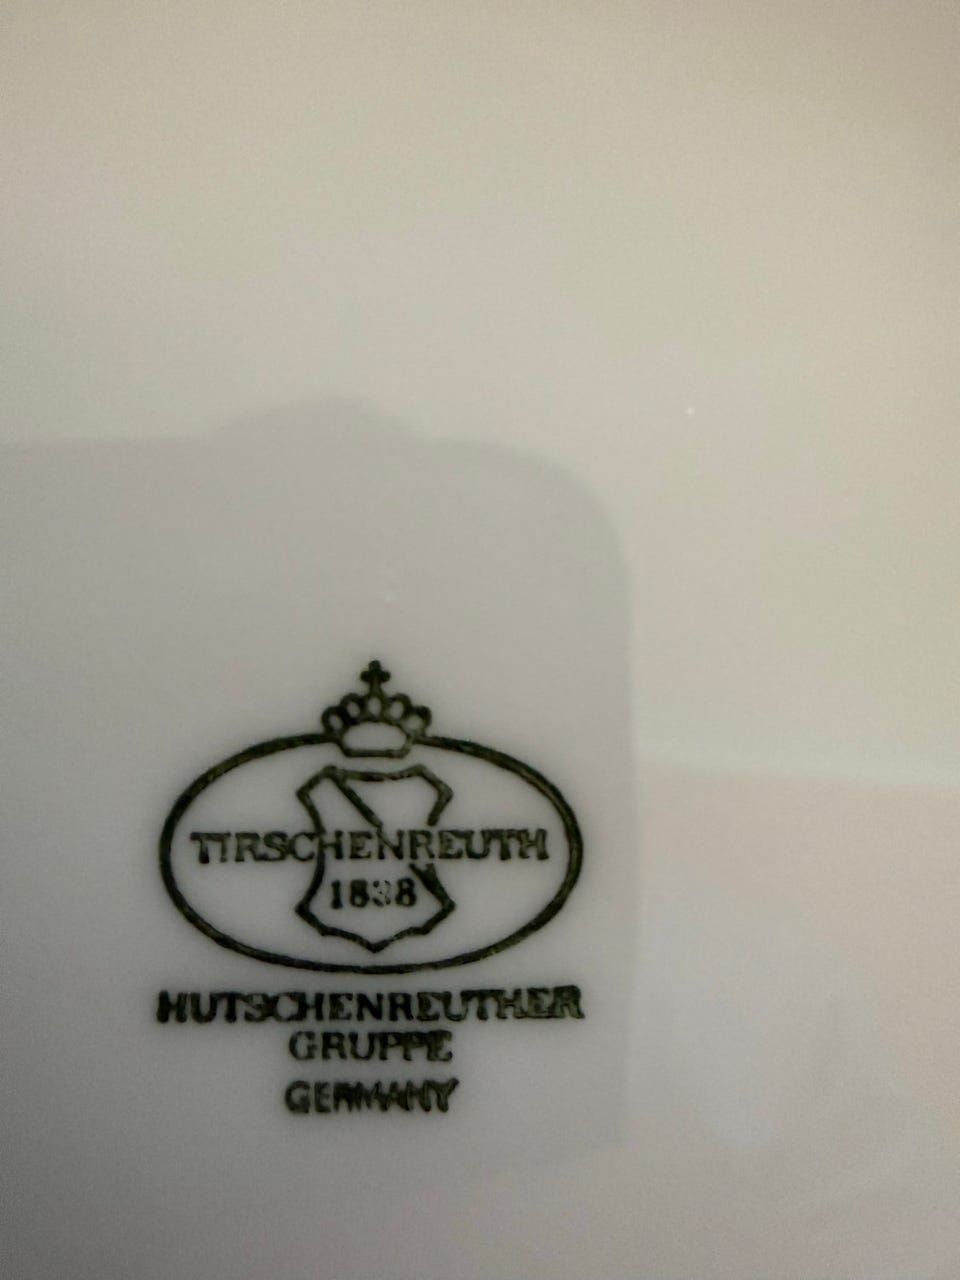 TIRSCHENREUTH
1838
HUTSCHENREUTHER
GRUPPE
GERMANY